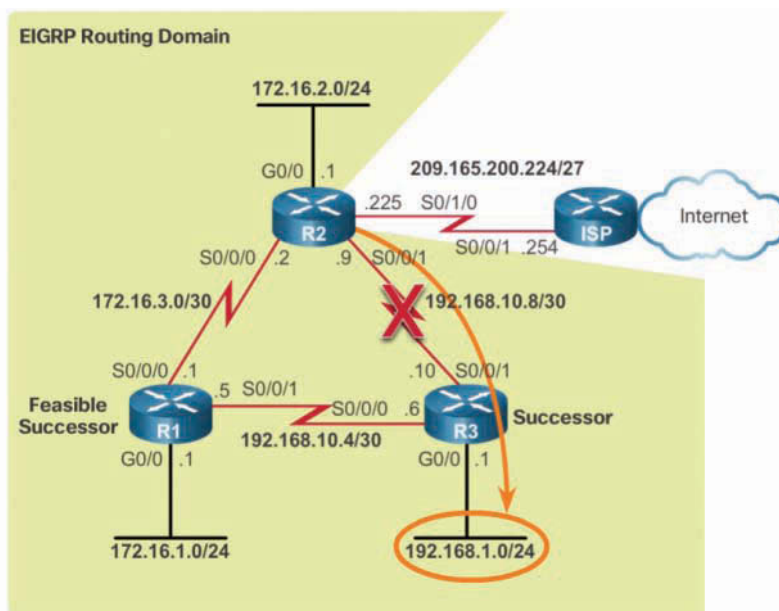 EIGRP Routing Domain
172.16.2.0/24
G0/0 .1
209.165.200.224/27
.225 S0/1/0
R2
ISP
Internet
S0/0/1 .254
S0/0/0 .2
.9 S0/0/1
172.16.3.0/30
X
192.168.10.8/30
S0/0/0 .1
.10 S0/0/1
Feasible
Successor
R1
.5 S0/0/1
S0/0/0 .6
R3
Successor
192.168.10.4/30
G0/0 .1
G0/0 .1
172.16.1.0/24
192.168.1.0/24